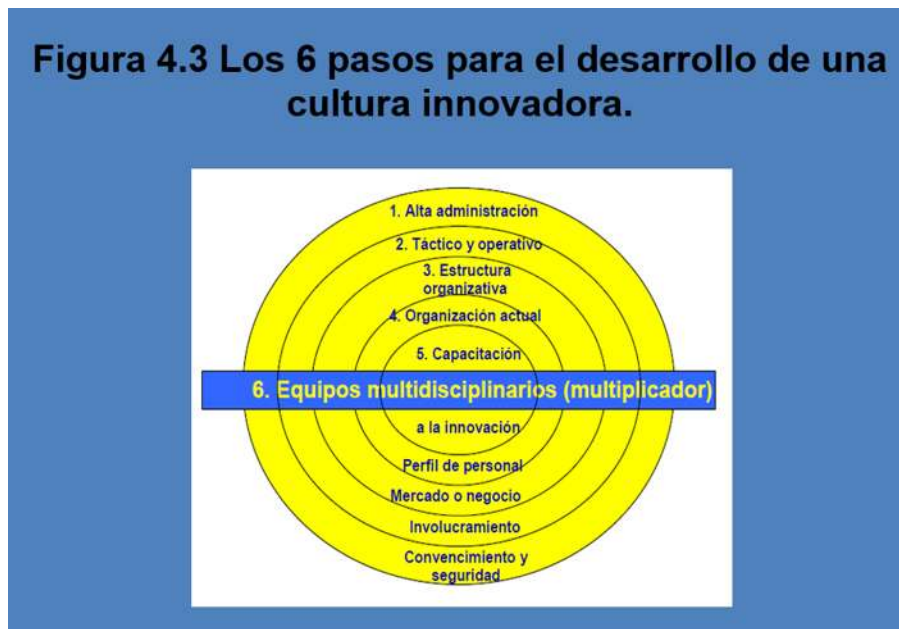 Figura 4.3 Los 6 pasos para el desarrollo de una
cultura innovadora.
1. Alta administración
2. Táctico y operativo
3. Estructura
organizativa
4. Organización actual
5. Capacitación
6. Equipos multidisciplinarios (multiplicador)
a la innovación
Perfil de personal
Mercado o negocio
Involucramiento
Convencimiento y
seguridad